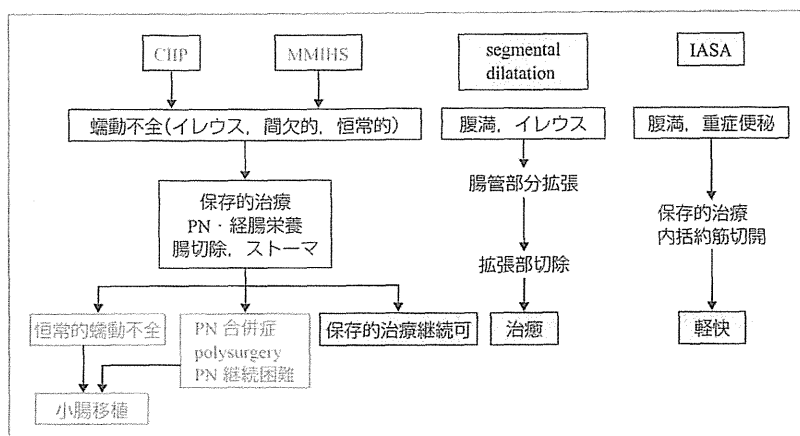 CIIP
MMIHS
segmental
dilatation
IASA
蠕動不全(イレウス,間欠的,恒常的)
腹満,イレウス
腹満,重症便秘
保存的治療
PN・経腸栄養
腸切除,ストーマ
腸管部分拡張
保存的治療
内括約筋切開
拡張部切除
恒常的蠕動不全
PN 合併症
polysurgery
PN 継続困難
保存的治療継続可
治癒
軽快
小腸移植